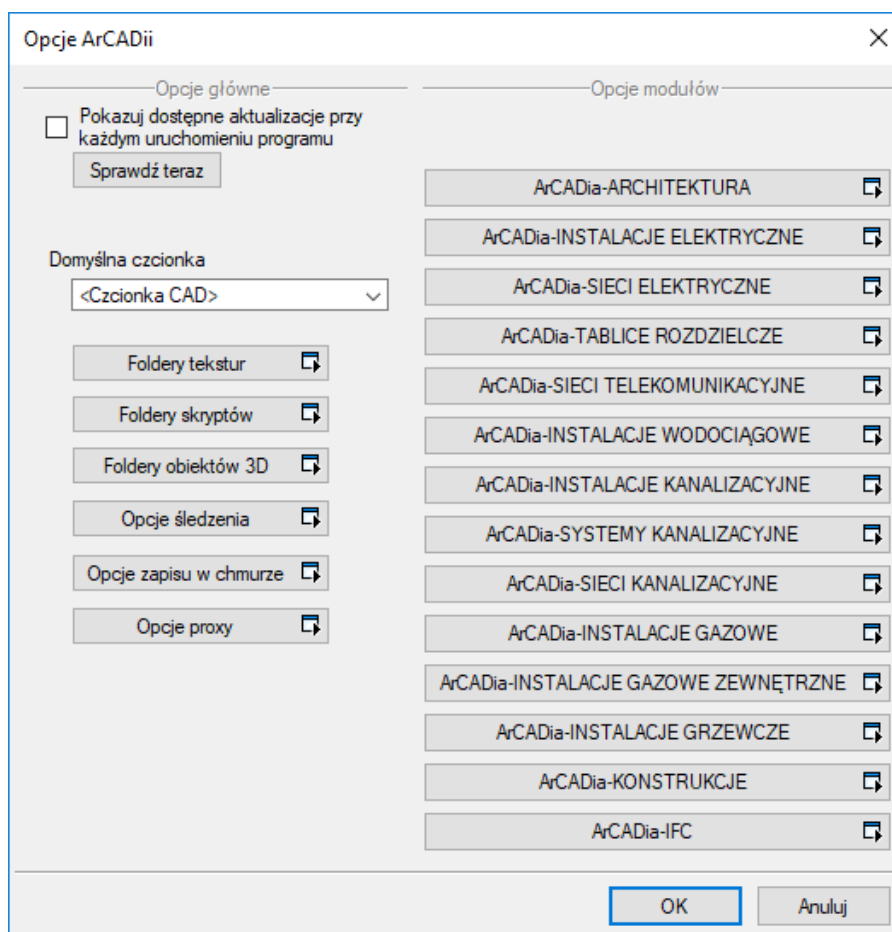 Opcje ArCADii
Opcje główne
Pokazuj dostępne aktualizacje przy
każdym uruchomieniu programu
Sprawdź teraz
Domyślna czcionka
<Czcionka CAD>
Foldery tekstur
Foldery skryptów
Foldery obiektów 3D
Opcje śledzenia
Opcje zapisu w chmurze
Opcje proxy
Opcje modułów
ArCADia-ARCHITEKTURA
ArCADia-INSTALACJE ELEKTRYCZNE
ArCADia-SIECI ELEKTRYCZNE
ArCADia-TABLICE ROZDZIELCZE
ArCADia-SIECI TELEKOMUNIKACYJNE
ArCADia-INSTALACJE WODOCIĄGOWE
ArCADia-INSTALACJE KANALIZACYJNE
ArCADia-SYSTEMY KANALIZACYJNE
ArCADia-SIECI KANALIZACYJNE
ArCADia-INSTALACJE GAZOWE
ArCADia-INSTALACJE GAZOWE ZEWNĘTRZNE
ArCADia-INSTALACJE GRZEWCZE
ArCADia-KONSTRUKCJE
ArCADia-IFC
OK
Anuluj